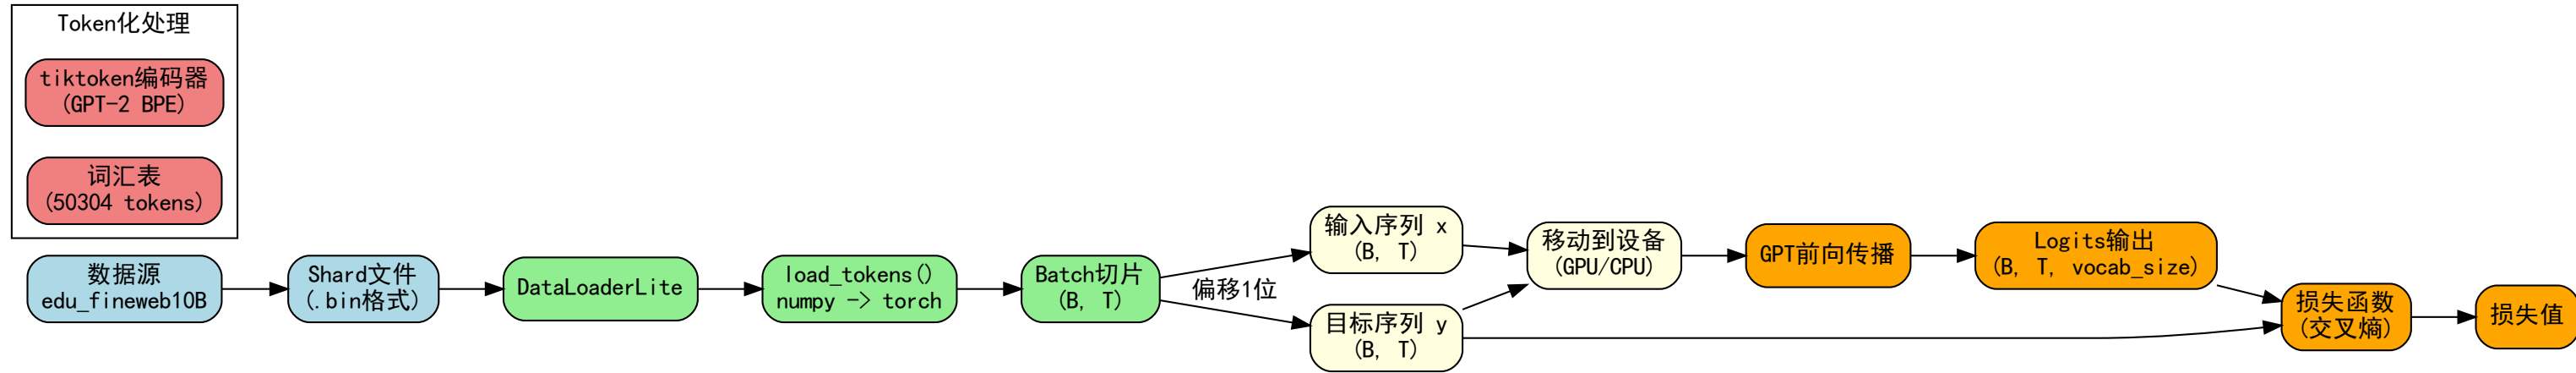 Token化处理
tiktoken编码器
(GPT-2 BPE)
词汇表
(50304 tokens)
数据源
edu_fineweb10B
Shard文件
(.bin格式)
DataLoaderLite
load_tokens()
numpy -> torch
Batch切片
(B, T)
偏移1位
输入序列 x
(B, T)
目标序列 y
(B, T)
移动到设备
(GPU/CPU)
GPT前向传播
Logits输出
(B, T, vocab_size)
损失函数
(交叉熵)
损失值